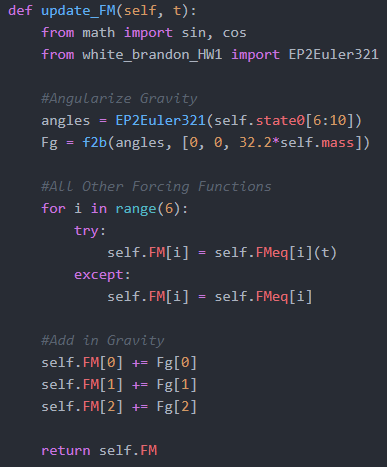 def update_FM(self, t):
    from math import sin, cos
    from white_brandon_HW1 import EP2Euler321

    #Angularize Gravity
    angles = EP2Euler321(self.state0[6:10])
    Fg = f2b(angles, [0, 0, 32.2*self.mass])

    #All Other Forcing Functions
    for i in range(6):
        try:
            self.FM[i] = self.FMeq[i](t)
        except:
            self.FM[i] = self.FMeq[i]

    #Add in Gravity
    self.FM[0] += Fg[0]
    self.FM[1] += Fg[1]
    self.FM[2] += Fg[2]

    return self.FM